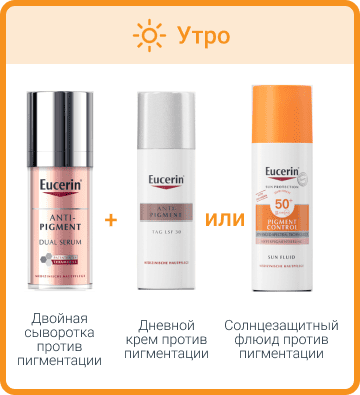 Утро
Eucerin
ANTI-
PIGMENT
DUAL SERUM
+
Eucerin
ANTI-
PIGMENT
TAG LSF 30
или
Eucerin
SUN PROTECTION
50+
PIGMENT
CONTROL
SUN FLUID
Двойная
сыворотка
против
пигментации
Дневной
крем против
пигментации
Солнцезащитный
флюид против
пигментации